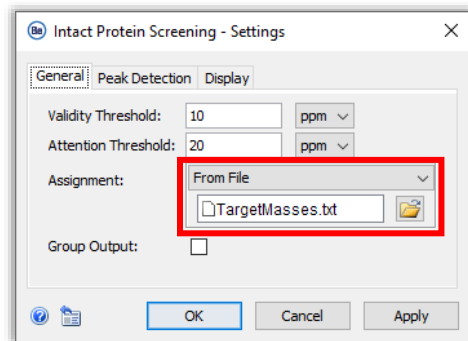 Intact Protein Screening - Settings
General Peak Detection Display
Validity Threshold: 10 ppm
Attention Threshold: 20 ppm
Assignment: From File
TargetMasses.txt
Group Output:
OK Cancel Apply